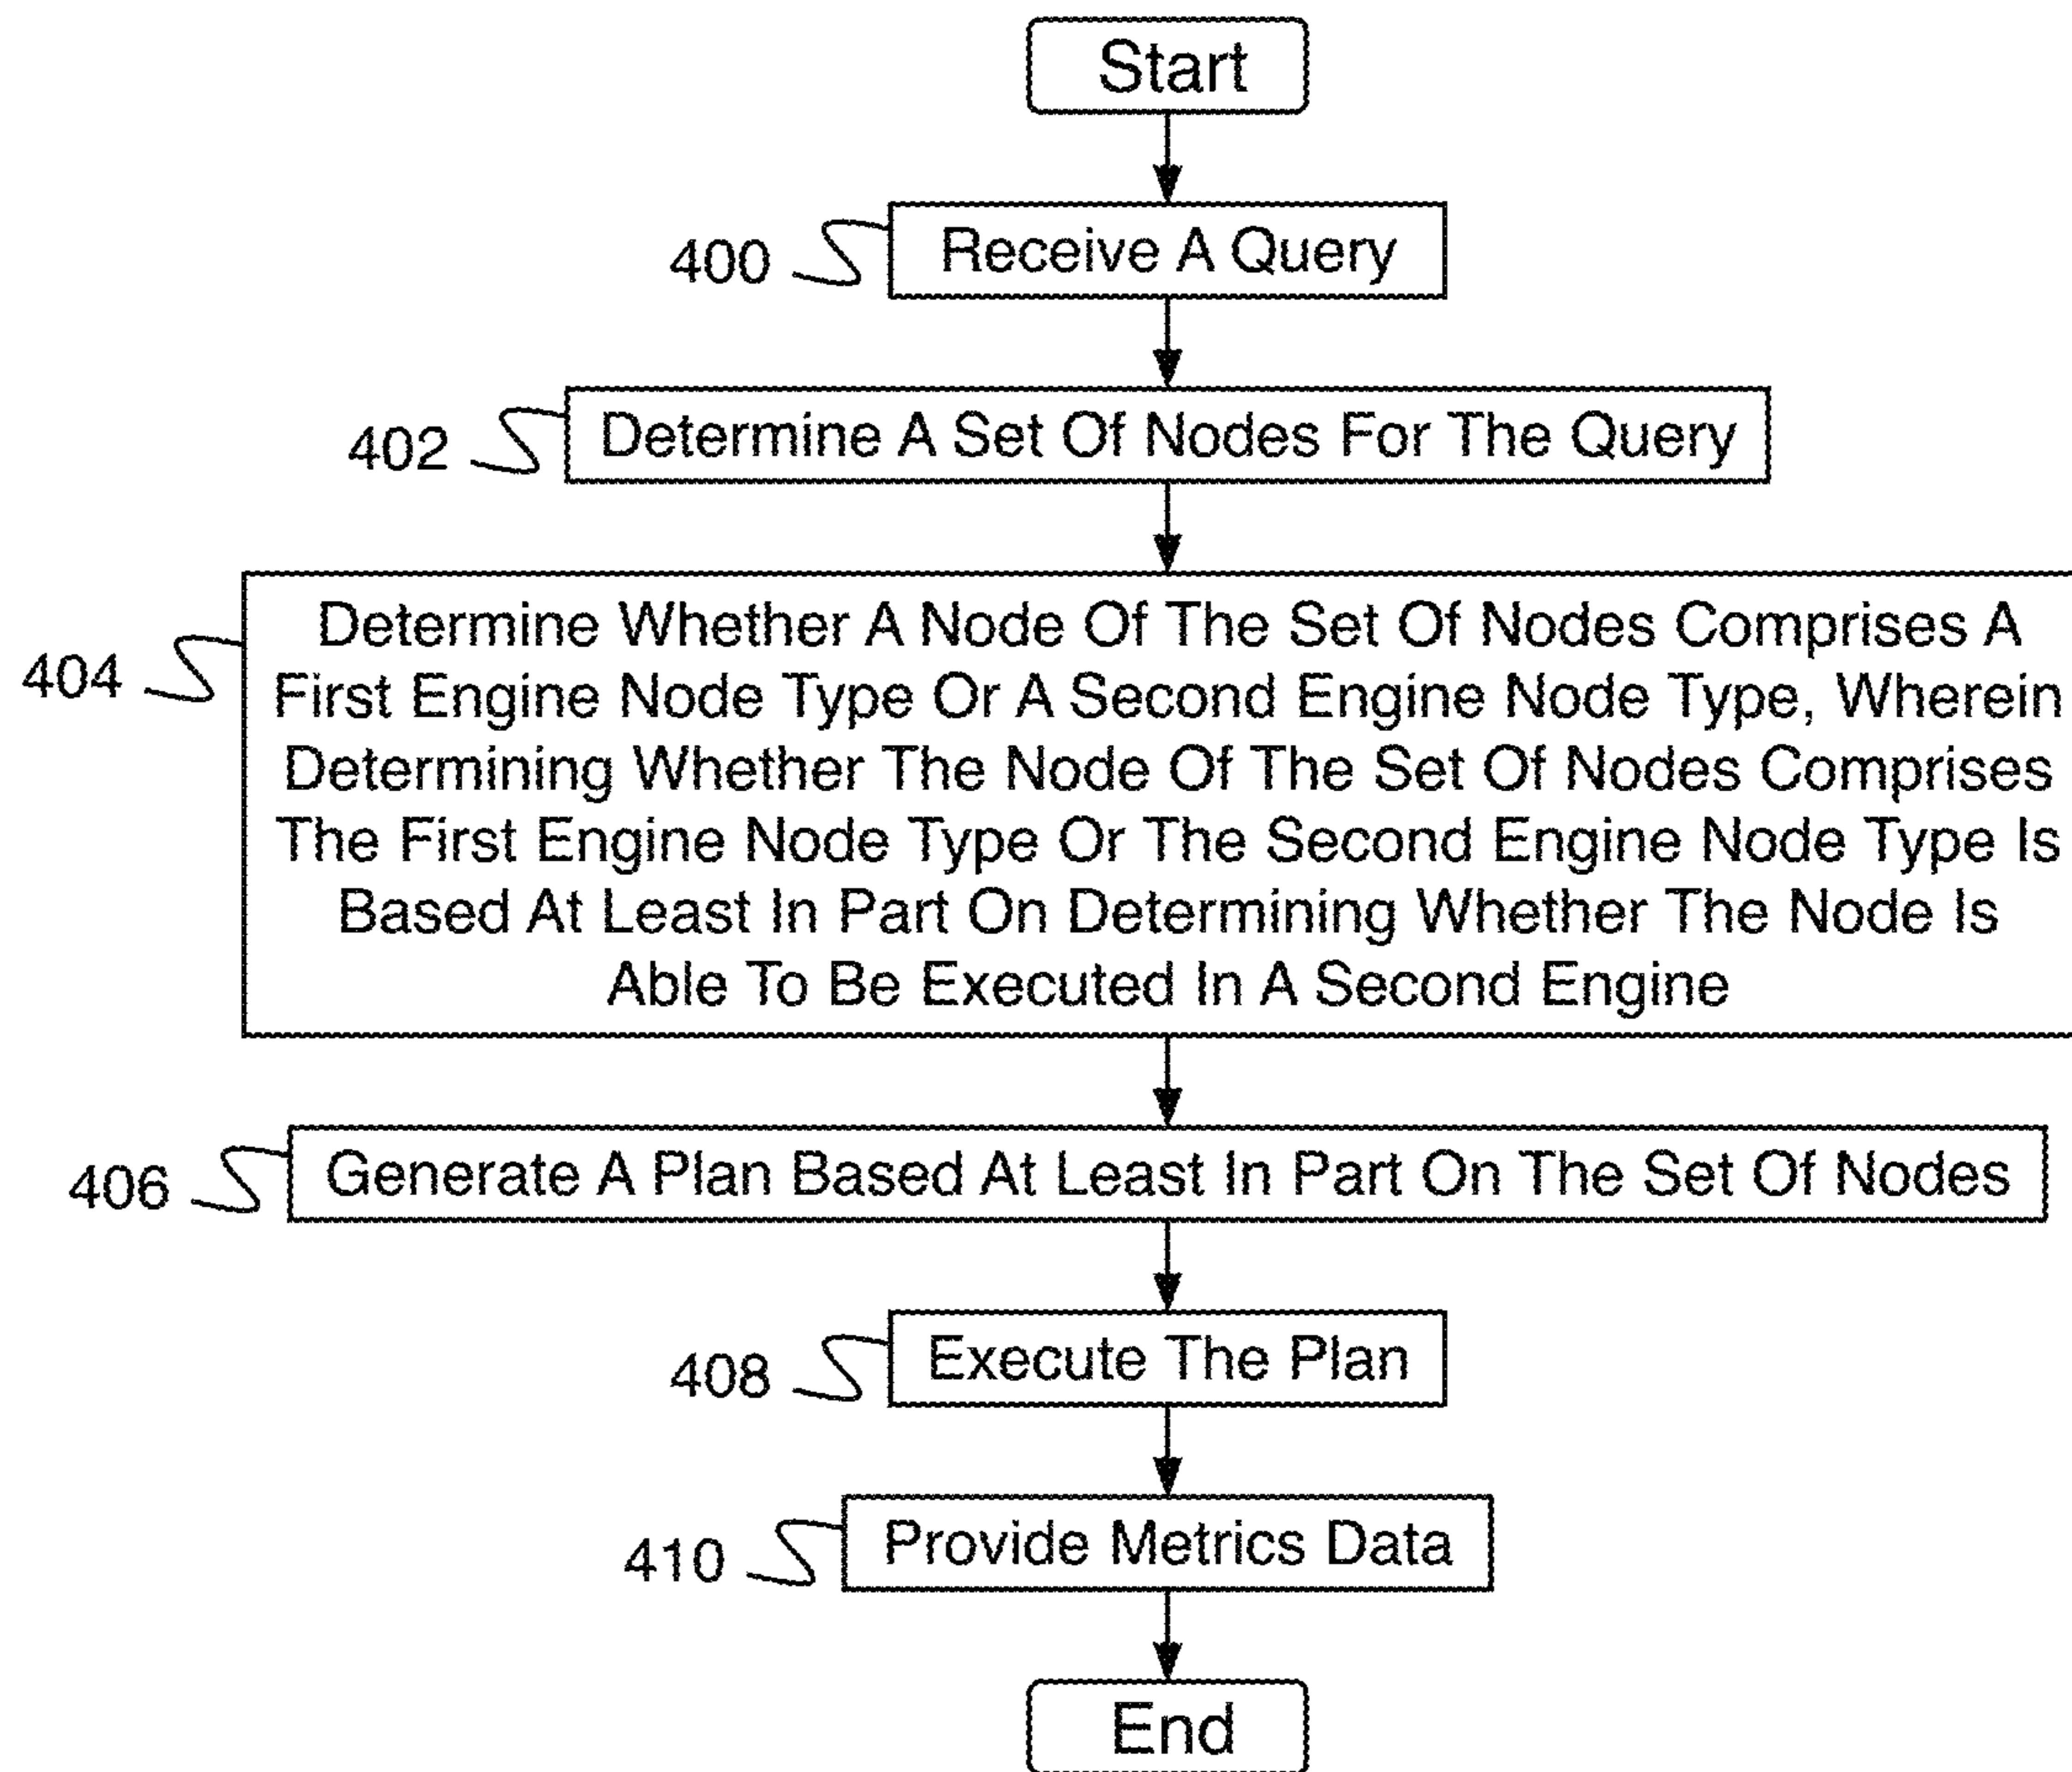 Start
400
Receive A Query
402
Determine A Set Of Nodes For The Query
404
Determine Whether A Node Of The Set Of Nodes Comprises A
First Engine Node Type Or A Second Engine Node Type, Wherein
Determining Whether The Node Of The Set Of Nodes Comprises
The First Engine Node Type Or The Second Engine Node Type Is
Based At Least In Part On Determining Whether The Node Is
Able To Be Executed In A Second Engine
406
Generate A Plan Based At Least In Part On The Set Of Nodes
408
Execute The Plan
410
Provide Metrics Data
End